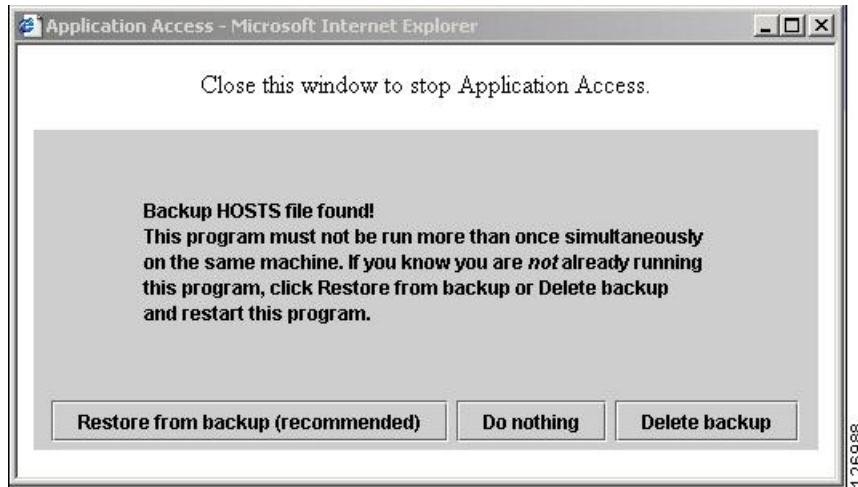 Application Access - Microsoft Internet Explorer
Close this window to stop Application Access.
Backup HOSTS file found!
This program must not be run more than once simultaneously
on the same machine. If you know you are not already running
this program, click Restore from backup or Delete backup
and restart this program.
Restore from backup (recommended)
Do nothing
Delete backup
126988